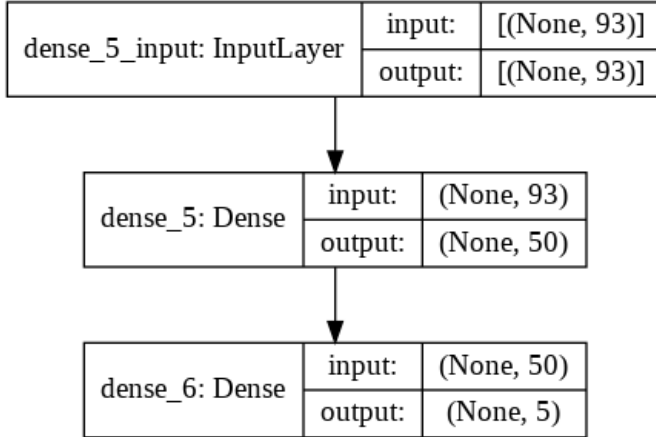 dense_5_input: InputLayer
input: [(None, 93)]
output: [(None, 93)]
dense_5: Dense
input: (None, 93)
output: (None, 50)
dense_6: Dense
input: (None, 50)
output: (None, 5)